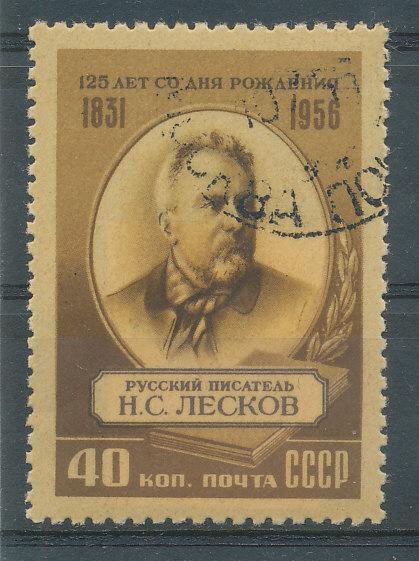 125 ЛЕТ СО ДНЯ РОЖДЕНИЯ
1831 1956
РУССКИЙ ПИСАТЕЛЬ
Н.С. ЛЕСКОВ
40 КОП. ПОЧТА СССР